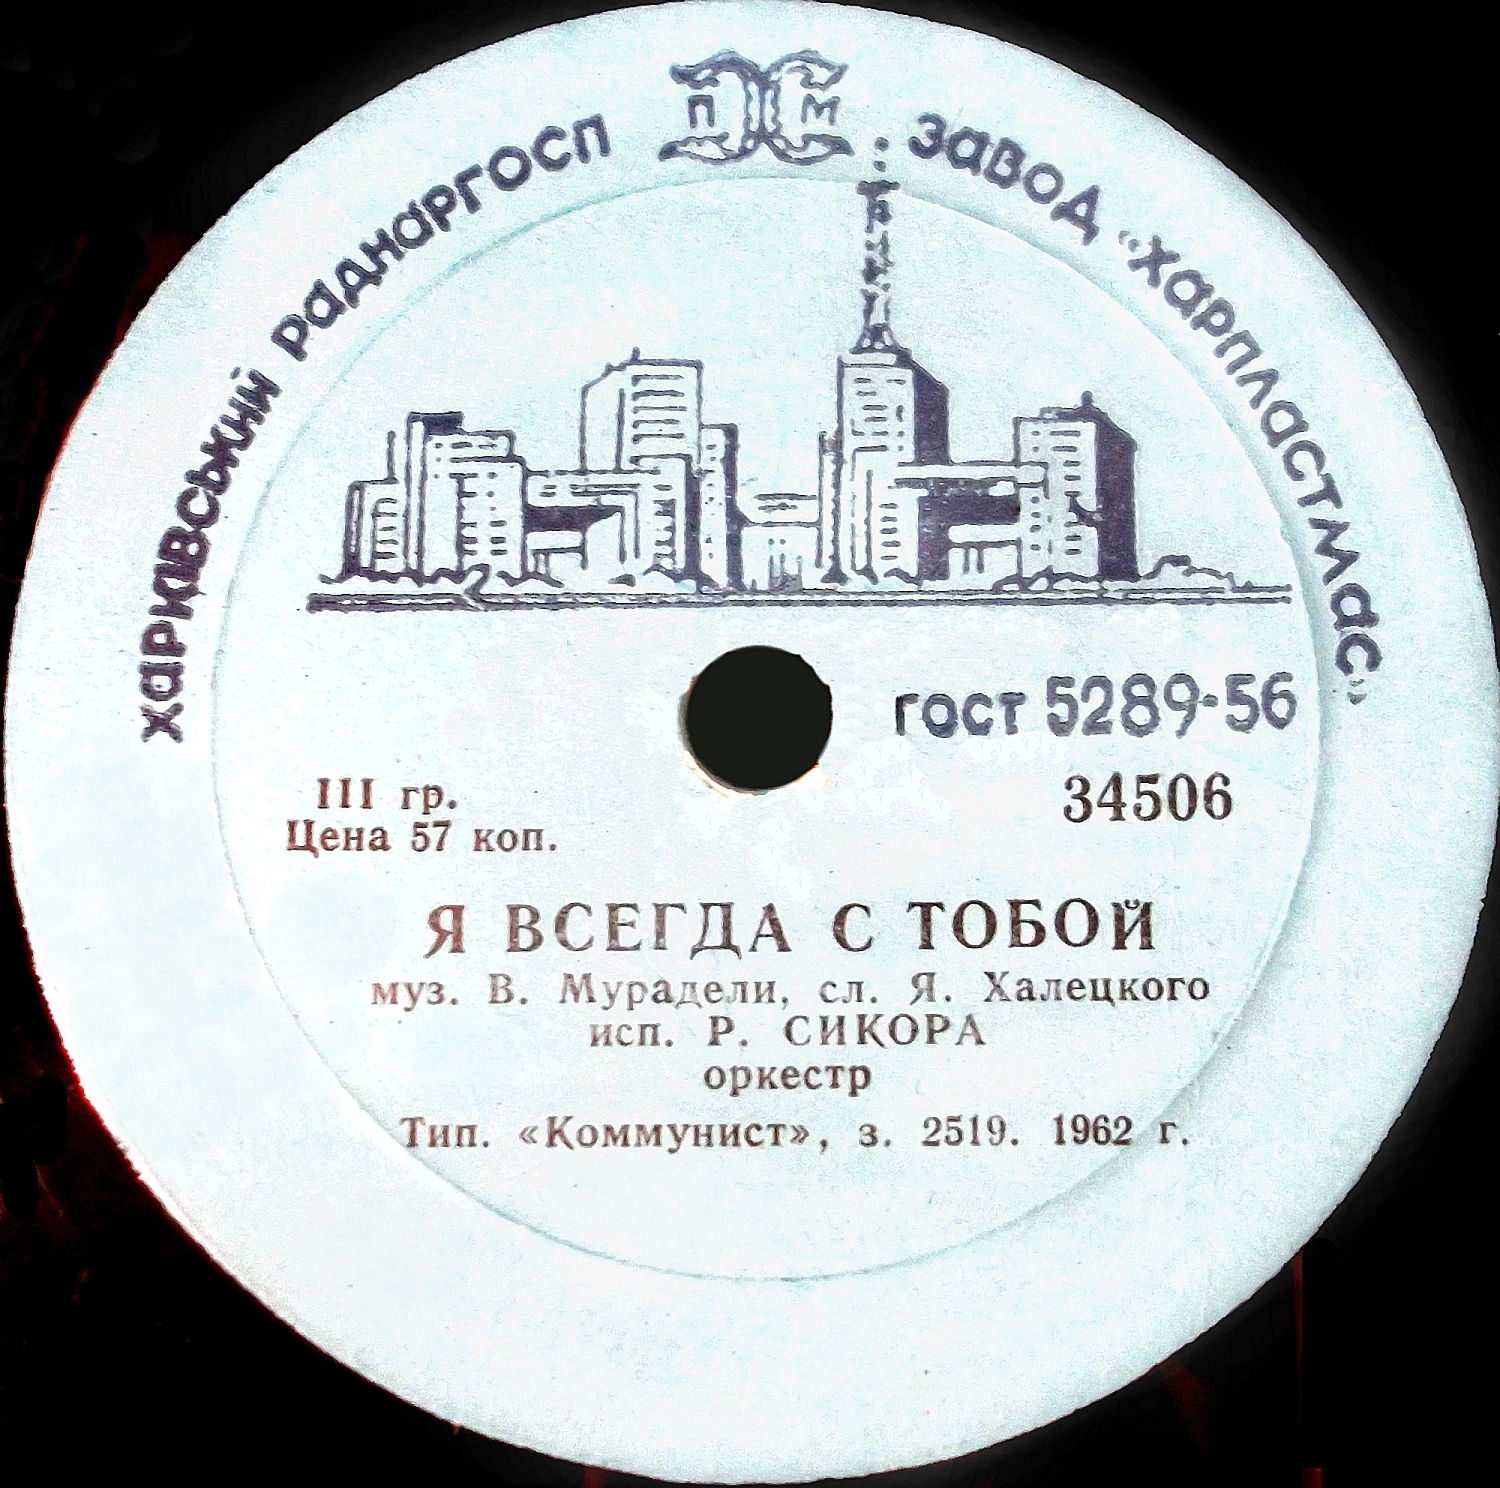 харківський раднаргосп
П М
завод «харпластмас»
гост 5289-56
III гр.
34506
Цена 57 коп.
Я ВСЕГДА С ТОБОЙ
муз. В. Мурадели, сл. Я. Халецкого
исп. Р. СИКОРА
оркестр
Тип. «Коммунист», з. 2519. 1962 г.